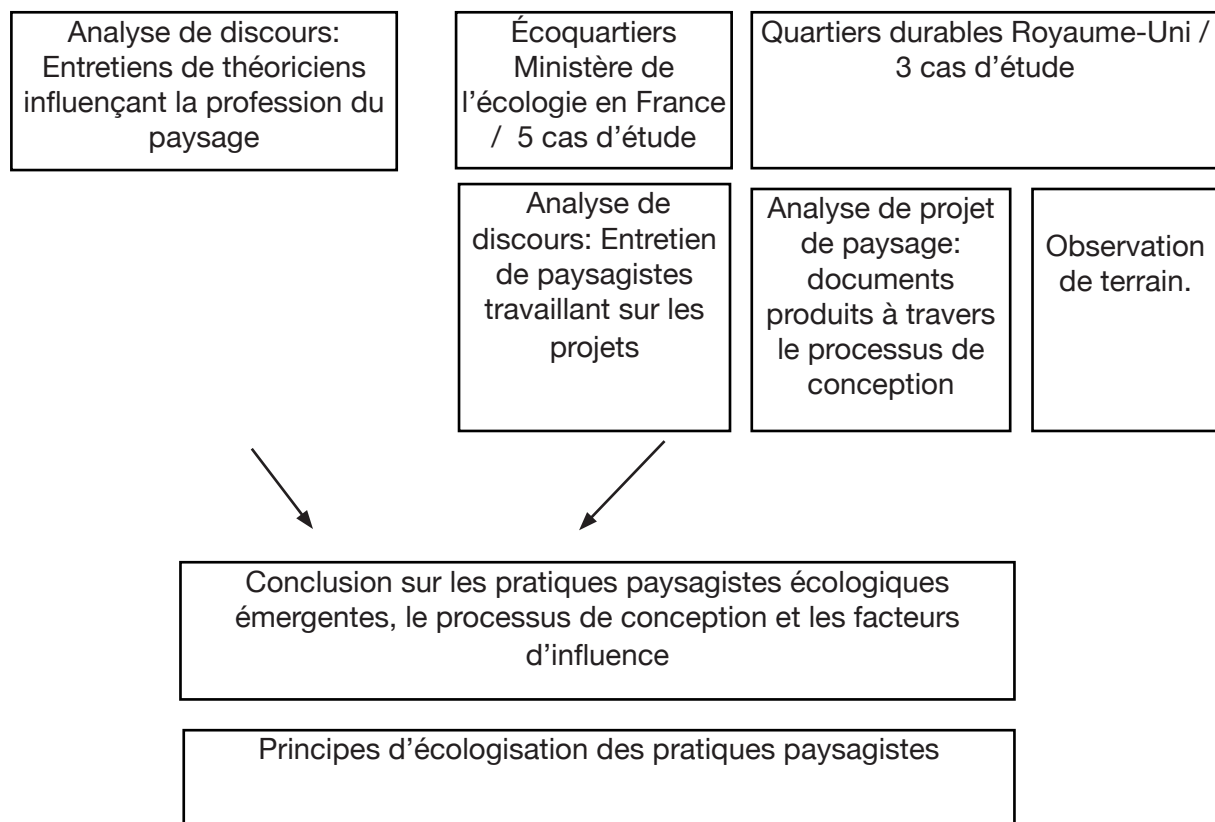 Analyse de discours:
Entretiens de théoriciens
influençant la profession du
paysage
Écoquartiers
Ministère de
l’écologie en France
/ 5 cas d’étude
Quartiers durables Royaume-Uni /
3 cas d’étude
Analyse de
discours: Entretien
de paysagistes
travaillant sur les
projets
Analyse de projet
de paysage:
documents
produits à travers
le processus de
conception
Observation
de terrain.
Conclusion sur les pratiques paysagistes écologiques
émergentes, le processus de conception et les facteurs
d’influence
Principes d’écologisation des pratiques paysagistes